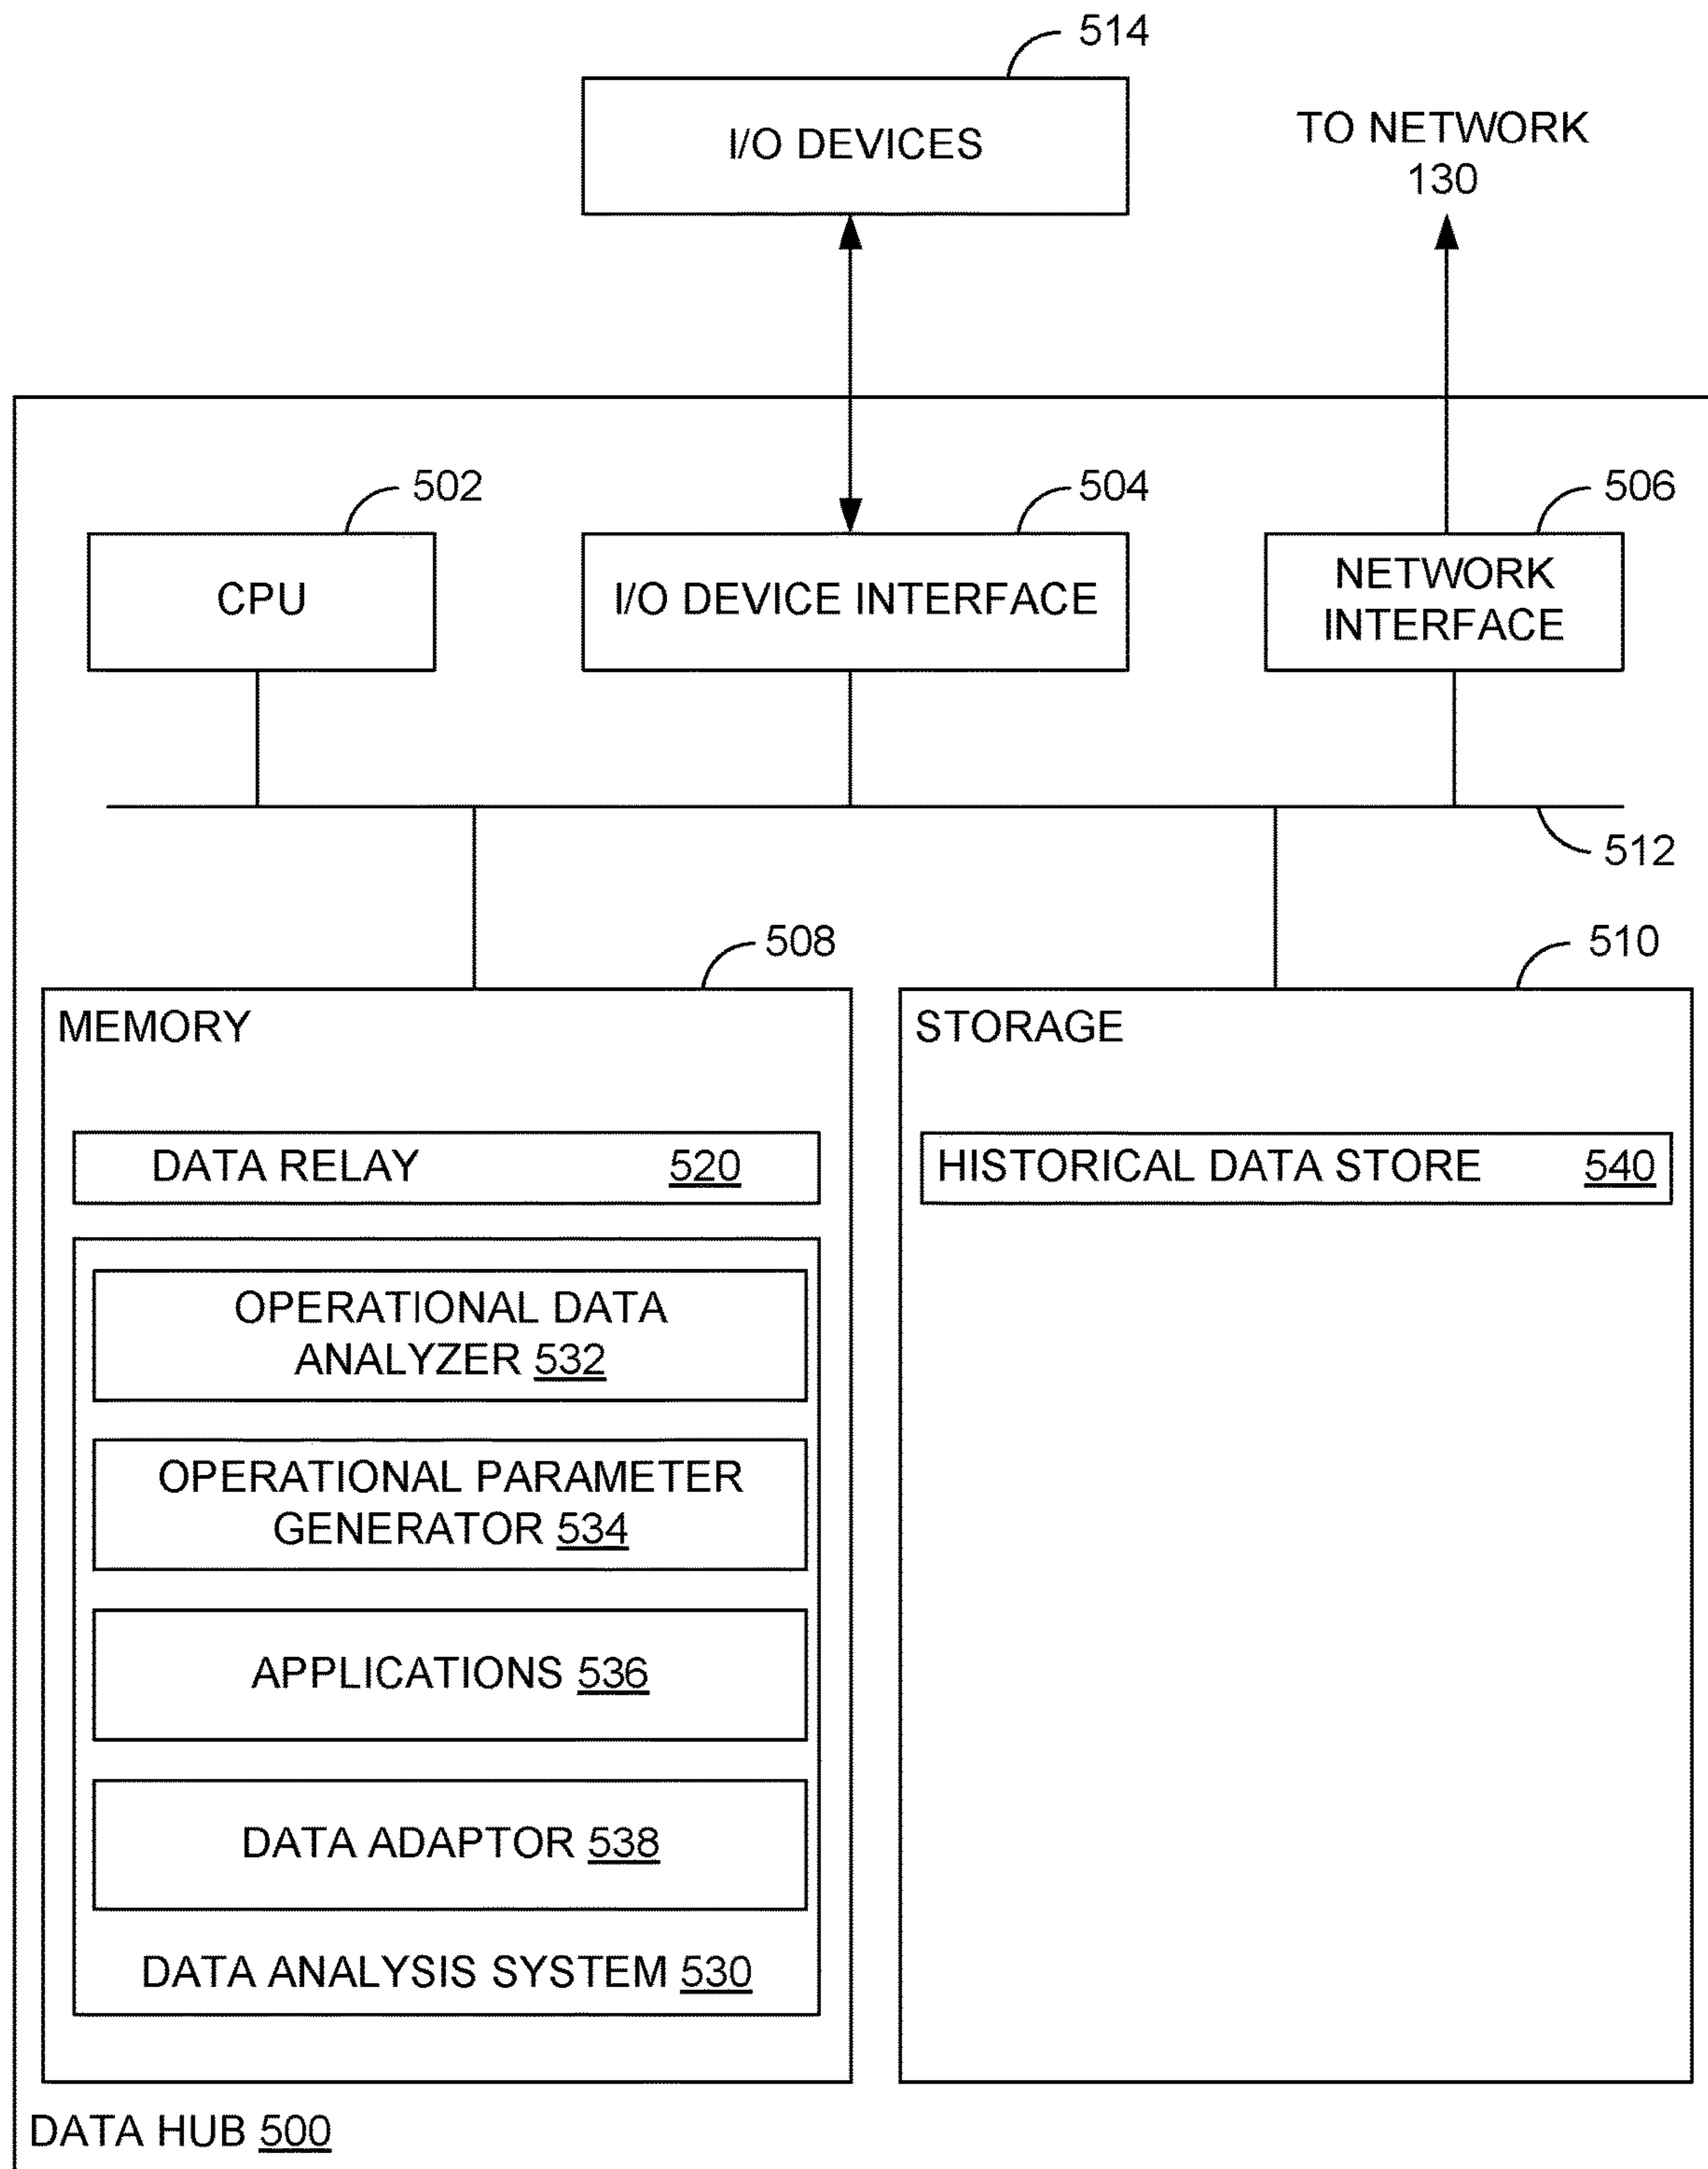 514
I/O DEVICES
TO NETWORK
130
502
504
506
CPU
I/O DEVICE INTERFACE
NETWORK
INTERFACE
512
508
510
MEMORY
STORAGE
DATA RELAY 520
HISTORICAL DATA STORE 540
OPERATIONAL DATA
ANALYZER 532
OPERATIONAL PARAMETER
GENERATOR 534
APPLICATIONS 536
DATA ADAPTOR 538
DATA ANALYSIS SYSTEM 530
DATA HUB 500